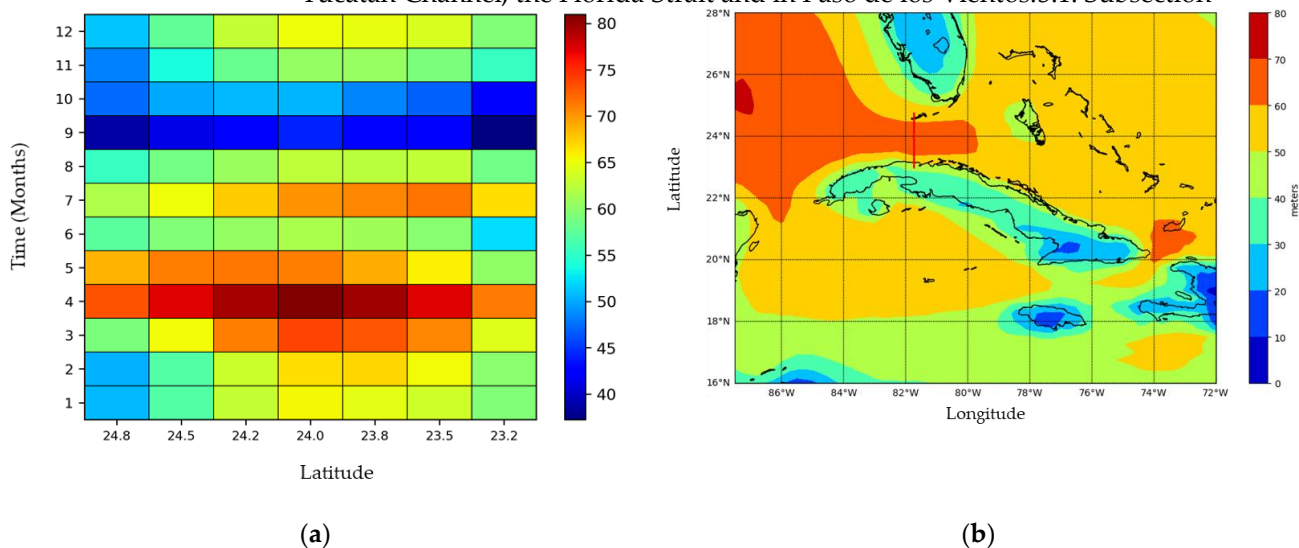 Yucatan Channel, the Florida Strait and in Paso de los Vientos.3.1. Subsection
12
11
10
9
8
7
6
5
4
3
2
1
Time (Months)
24.8 24.5 24.2 24.0 23.8 23.5 23.2
Latitude
80
75
70
65
60
55
50
45
40
(a)
28°N
26°N
24°N
22°N
20°N
18°N
16°N
Latitude
86°W 84°W 82°W 80°W 78°W 76°W 74°W 72°W
Longitude
80
70
60
50
40
30
20
10
0
meters
(b)